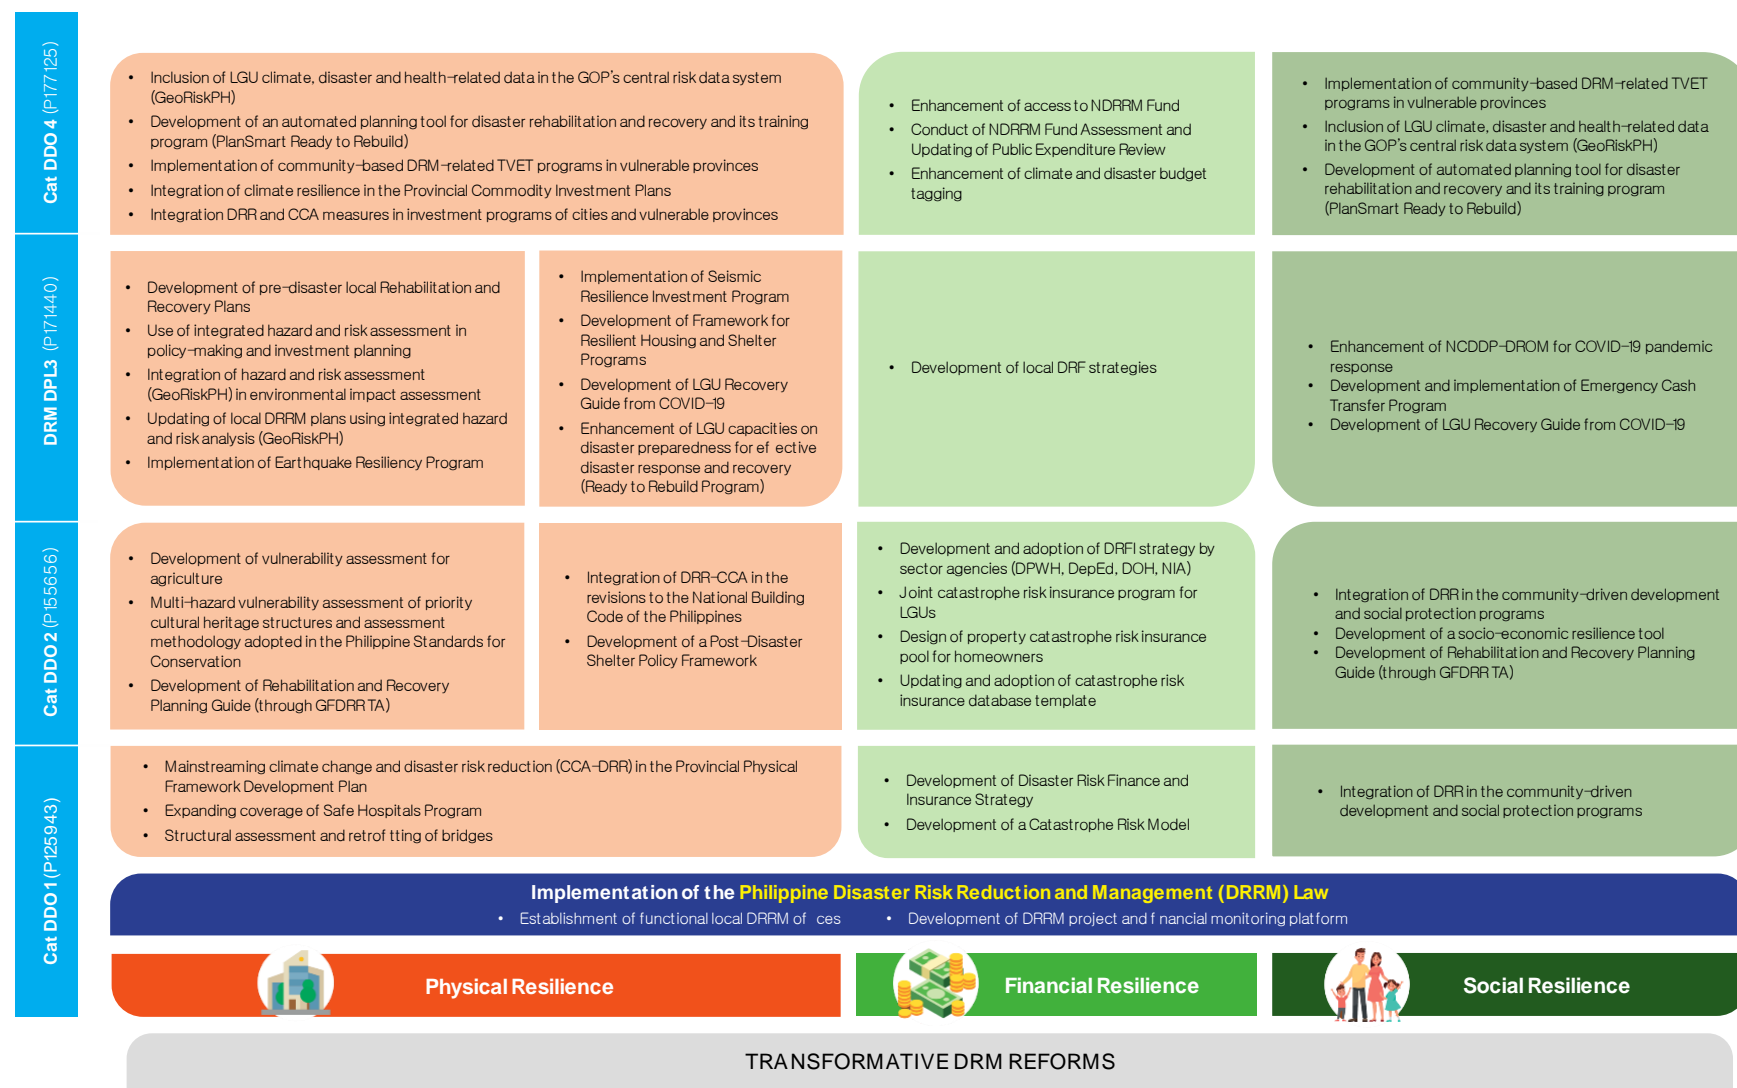 Cat DDO 4 (P177125)
• Inclusion of LGU climate, disaster and health-related data in the GOP's central risk data system
(GeoRiskPH)
• Development of an automated planning tool for disaster rehabilitation and recovery and its training
program (PlanSmart Ready to Rebuild)
• Implementation of community-based DRM-related TVET programs in vulnerable provinces
• Integration of climate resilience in the Provincial Commodity Investment Plans
• Integration DRR and CCA measures in investment programs of cities and vulnerable provinces
• Enhancement of access to NDRRM Fund
• Conduct of NDRRM Fund Assessment and
Updating of Public Expenditure Review
• Enhancement of climate and disaster budget
tagging
• Implementation of community-based DRM-related TVET
programs in vulnerable provinces
• Inclusion of LGU climate, disaster and health-related data
in the GOP's central risk data system (GeoRiskPH)
• Development of automated planning tool for disaster
rehabilitation and recovery and its training program
(PlanSmart Ready to Rebuild)
DRM DPL3 (P171440)
• Development of pre-disaster local Rehabilitation and
Recovery Plans
• Use of integrated hazard and risk assessment in
policy-making and investment planning
• Integration of hazard and risk assessment
(GeoRiskPH) in environmental impact assessment
• Updating of local DRRM plans using integrated hazard
and risk analysis (GeoRiskPH)
• Implementation of Earthquake Resiliency Program
• Implementation of Seismic
Resilience Investment Program
• Development of Framework for
Resilient Housing and Shelter
Programs
• Development of LGU Recovery
Guide from COVID-19
• Enhancement of LGU capacities on
disaster preparedness for ef ective
disaster response and recovery
(Ready to Rebuild Program)
• Development of local DRF strategies
• Enhancement of NCDDP-DROM for COVID-19 pandemic
response
• Development and implementation of Emergency Cash
Transfer Program
• Development of LGU Recovery Guide from COVID-19
Cat DDO 2 (P155656)
• Development of vulnerability assessment for
agriculture
• Multi-hazard vulnerability assessment of priority
cultural heritage structures and assessment
methodology adopted in the Philippine Standards for
Conservation
• Development of Rehabilitation and Recovery
Planning Guide (through GFDRR TA)
• Integration of DRR-CCA in the
revisions to the National Building
Code of the Philippines
• Development of a Post-Disaster
Shelter Policy Framework
• Development and adoption of DRFI strategy by
sector agencies (DPWH, DepEd, DOH, NIA)
• Joint catastrophe risk insurance program for
LGUs
• Design of property catastrophe risk insurance
pool for homeowners
• Updating and adoption of catastrophe risk
insurance database template
• Integration of DRR in the community-driven development
and social protection programs
• Development of a socio-economic resilience tool
• Development of Rehabilitation and Recovery Planning
Guide (through GFDRR TA)
Cat DDO 1 (P125943)
• Mainstreaming climate change and disaster risk reduction (CCA-DRR) in the Provincial Physical
Framework Development Plan
• Expanding coverage of Safe Hospitals Program
• Structural assessment and retrof tting of bridges
• Development of Disaster Risk Finance and
Insurance Strategy
• Development of a Catastrophe Risk Model
• Integration of DRR in the community-driven
development and social protection programs
Implementation of the Philippine Disaster Risk Reduction and Management (DRRM) Law
• Establishment of functional local DRRM of ces • Development of DRRM project and f nancial monitoring platform
Physical Resilience
Financial Resilience
Social Resilience
TRANSFORMATIVE DRM REFORMS